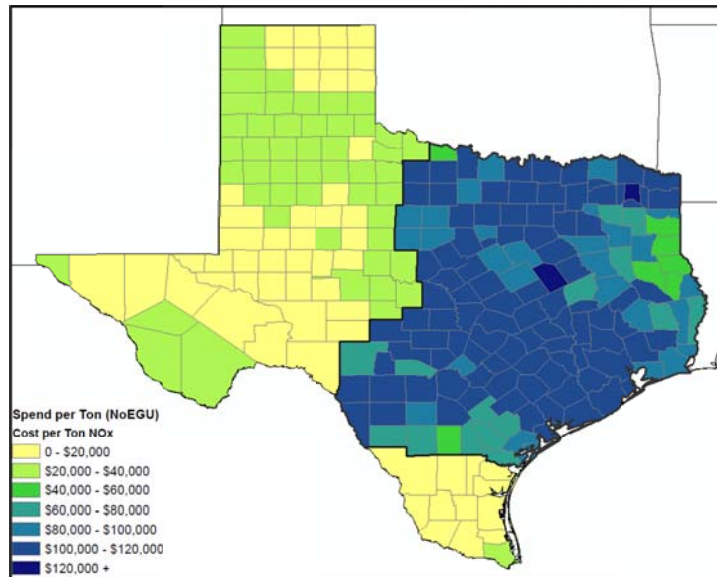 Spend per Ton (NoEGU)
Cost per Ton NOx
0 - $20,000
$20,000 - $40,000
$40,000 - $60,000
$60,000 - $80,000
$80,000 - $100,000
$100,000 - $120,000
$120,000 +